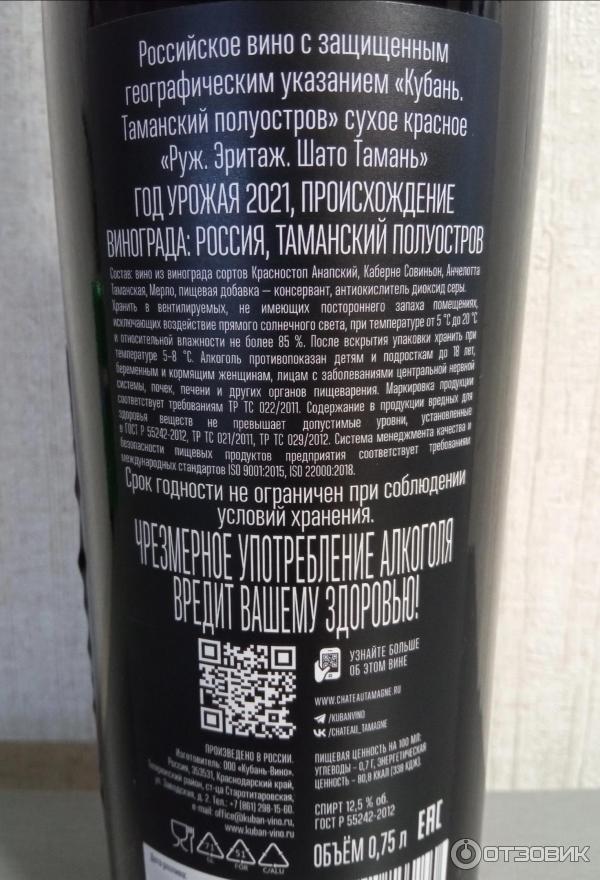 Российское вино с защищенным
географическим указанием «Кубань.
Таманский полуостров» сухое красное
«Руж. Эритаж. Шато Тамань»
ГОД УРОЖАЯ 2021, ПРОИСХОЖДЕНИЕ
ВИНОГРАДА: РОССИЯ, ТАМАНСКИЙ ПОЛУОСТРОВ
Состав: вино из винограда сортов Красностоп Анапский, Каберне Совиньон, Анчелотта
Таманская, Мерло, пищевая добавка – консервант, антиокислитель диоксид серы.
Хранить в вентилируемых, не имеющих постороннего запаха помещениях,
исключающих воздействие прямого солнечного света, при температуре от 5 °С до 20 °С
и относительной влажности не более 85 %. После вскрытия упаковки хранить при
температуре 5-8 °С. Алкоголь противопоказан детям и подросткам до 18 лет,
беременным и кормящим женщинам, лицам с заболеваниями центральной нервной
системы, почек, печени и других органов пищеварения. Маркировка продукции
соответствует требованиям ТР ТС 022/2011. Содержание в продукции вредных для
здоровья веществ не превышает допустимые уровни, установленные
в ГОСТ Р 55242-2012, ТР ТС 021/2011, ТР ТС 029/2012. Система менеджмента качества и
безопасности пищевых продуктов предприятия соответствует требованиям
международных стандартов ISO 9001:2015, ISO 22000:2018.
Срок годности не ограничен при соблюдении
условий хранения.
ЧРЕЗМЕРНОЕ УПОТРЕБЛЕНИЕ АЛКОГОЛЯ
ВРЕДИТ ВАШЕМУ ЗДОРОВЬЮ!
УЗНАЙТЕ БОЛЬШЕ
ОБ ЭТОМ ВИНЕ
WWW.CHATEAUTAMAGNE.RU
/KUBANVINO
/CHATEAU_TAMAGNE
ПРОИЗВЕДЕНО В РОССИИ.
Изготовитель: ООО «Кубань-Вино».
Россия, 353531, Краснодарский край,
Темрюкский район, ст-ца Старотитаровская,
ул. Заводская, д. 2. Тел.: +7 (861) 298-15-60.
e-mail: office@kuban-vino.ru
www.kuban-vino.ru
ПИЩЕВАЯ ЦЕННОСТЬ НА 100 МЛ:
УГЛЕВОДЫ – 0,7 Г, ЭНЕРГЕТИЧЕСКАЯ
ЦЕННОСТЬ – 80,8 ККАЛ (338 КДЖ).
СПИРТ 12,5 % об.
ГОСТ Р 55242-2012
ОБЪЁМ 0,75 л
EAC
71
GL
51
FOR
C/ALU
Дата розлива:
ОТЗОВИК